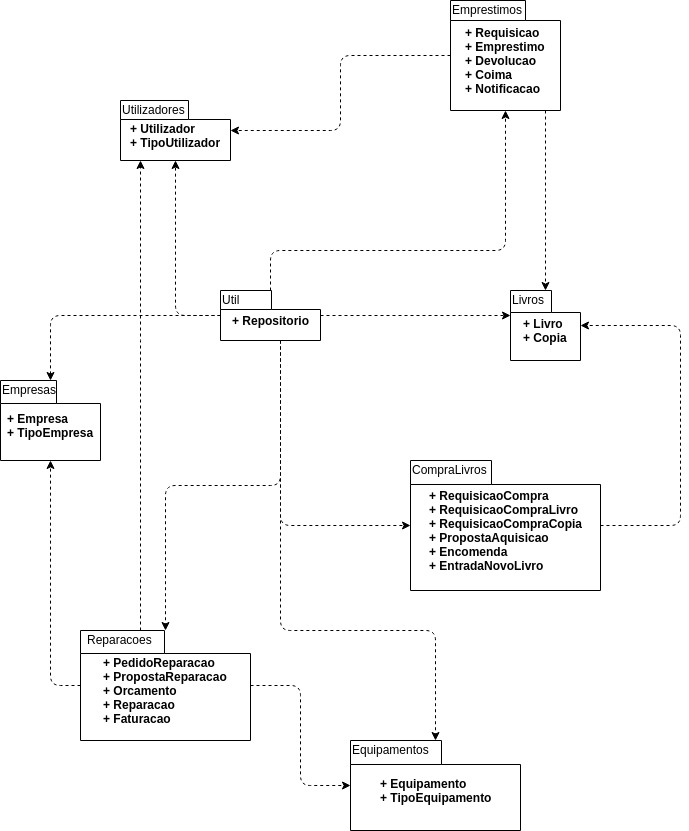 Emprestimos
+ Requisicao
+ Emprestimo
+ Devolucao
+ Coima
+ Notificacao
Utilizadores
+ Utilizador
+ TipoUtilizador
Util
+ Repositorio
Livros
+ Livro
+ Copia
Empresas
+ Empresa
+ TipoEmpresa
CompraLivros
+ RequisicaoCompra
+ RequisicaoCompraLivro
+ RequisicaoCompraCopia
+ PropostaAquisicao
+ Encomenda
+ EntradaNovoLivro
Reparacoes
+ PedidoReparacao
+ PropostaReparacao
+ Orcamento
+ Reparacao
+ Faturacao
Equipamentos
+ Equipamento
+ TipoEquipamento